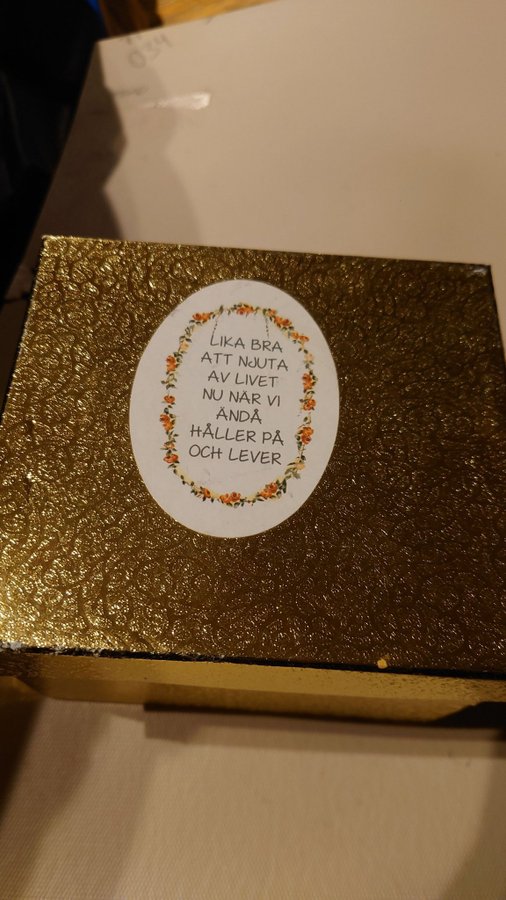 LIKA BRA
ATT NJUTA
AV LIVET
NU NÄR VI
ÄNDÅ
HÅLLER PÅ
OCH LEVER